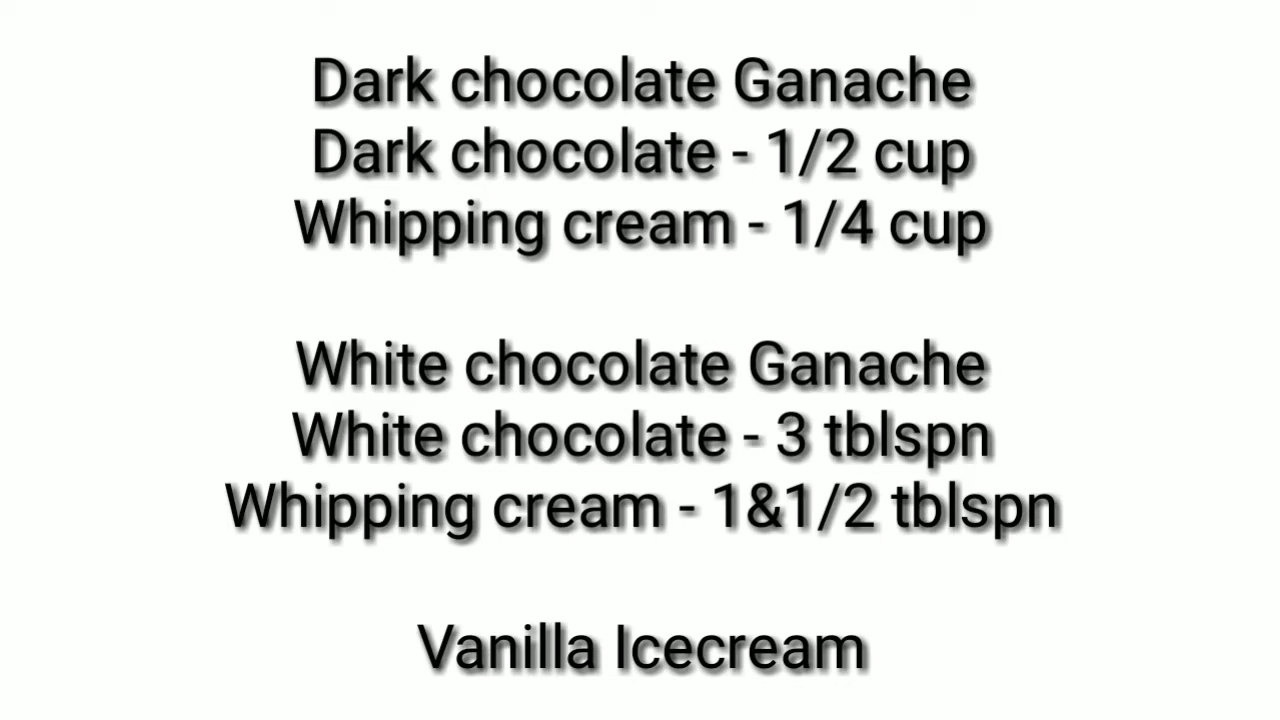 Dark chocolate Ganache
Dark chocolate - 1/2 cup
Whipping cream - 1/4 cup
White chocolate Ganache
White chocolate - 3 tblspn
Whipping cream - 1&1/2 tblspn
Vanilla Icecream